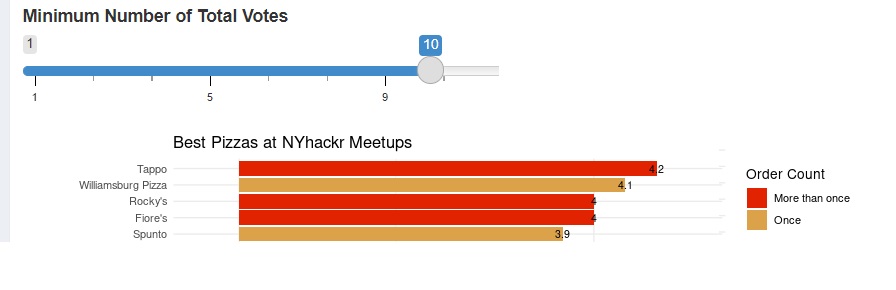 Minimum Number of Total Votes
1
10
1 5 9
Best Pizzas at NYhackr Meetups
Tappo 4.2
Williamsburg Pizza 4.1
Rocky's 4
Fiore's 4
Spunto 3.9
Order Count
More than once
Once